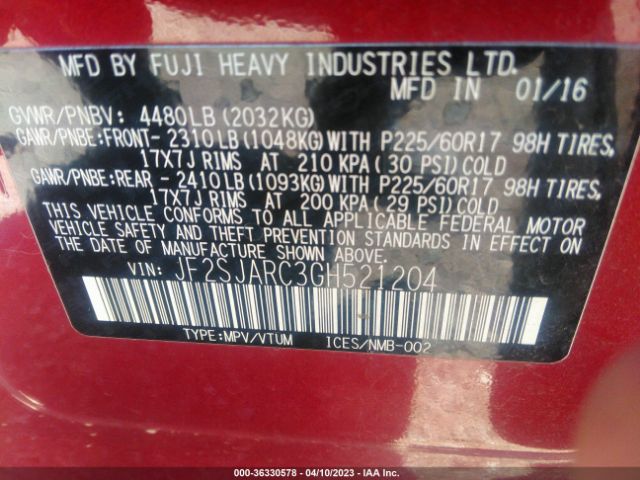 MFD BY FUJI HEAVY INDUSTRIES LTD.
MFD IN 01/16
GVWR/PNBV: 4480LB(2032KG)
GAWR/PNBE:FRONT- 2310LB(1048KG)WITH P225/60R17 98H TIRES,
17X7J RIMS AT 210 KPA(30 PSI)COLD
GAWR/PNBE:REAR - 2410LB(1093KG)WITH P225/60R17 98H TIRES,
17X7J RIMS AT 200 KPA(29 PSI)COLD
THIS VEHICLE CONFORMS TO ALL APPLICABLE FEDERAL MOTOR
VEHICLE SAFETY AND THEFT PREVENTION STANDARDS IN EFFECT ON
THE DATE OF MANUFACTURE SHOWN ABOVE.
VIN: JF2SJARC3GH521204
TYPE:MPV/VTUM ICES/NMB-002
000-36330578 - 04/10/2023 - IAA Inc.